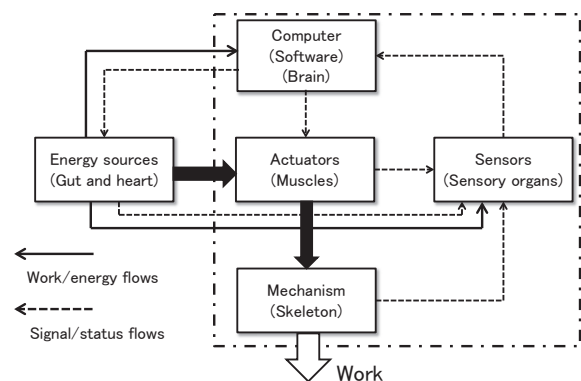 Computer
(Software)
(Brain)
Energy sources
(Gut and heart)
Actuators
(Muscles)
Sensors
(Sensory organs)
Work/energy flows
Mechanism
(Skeleton)
Signal/status flows
Work